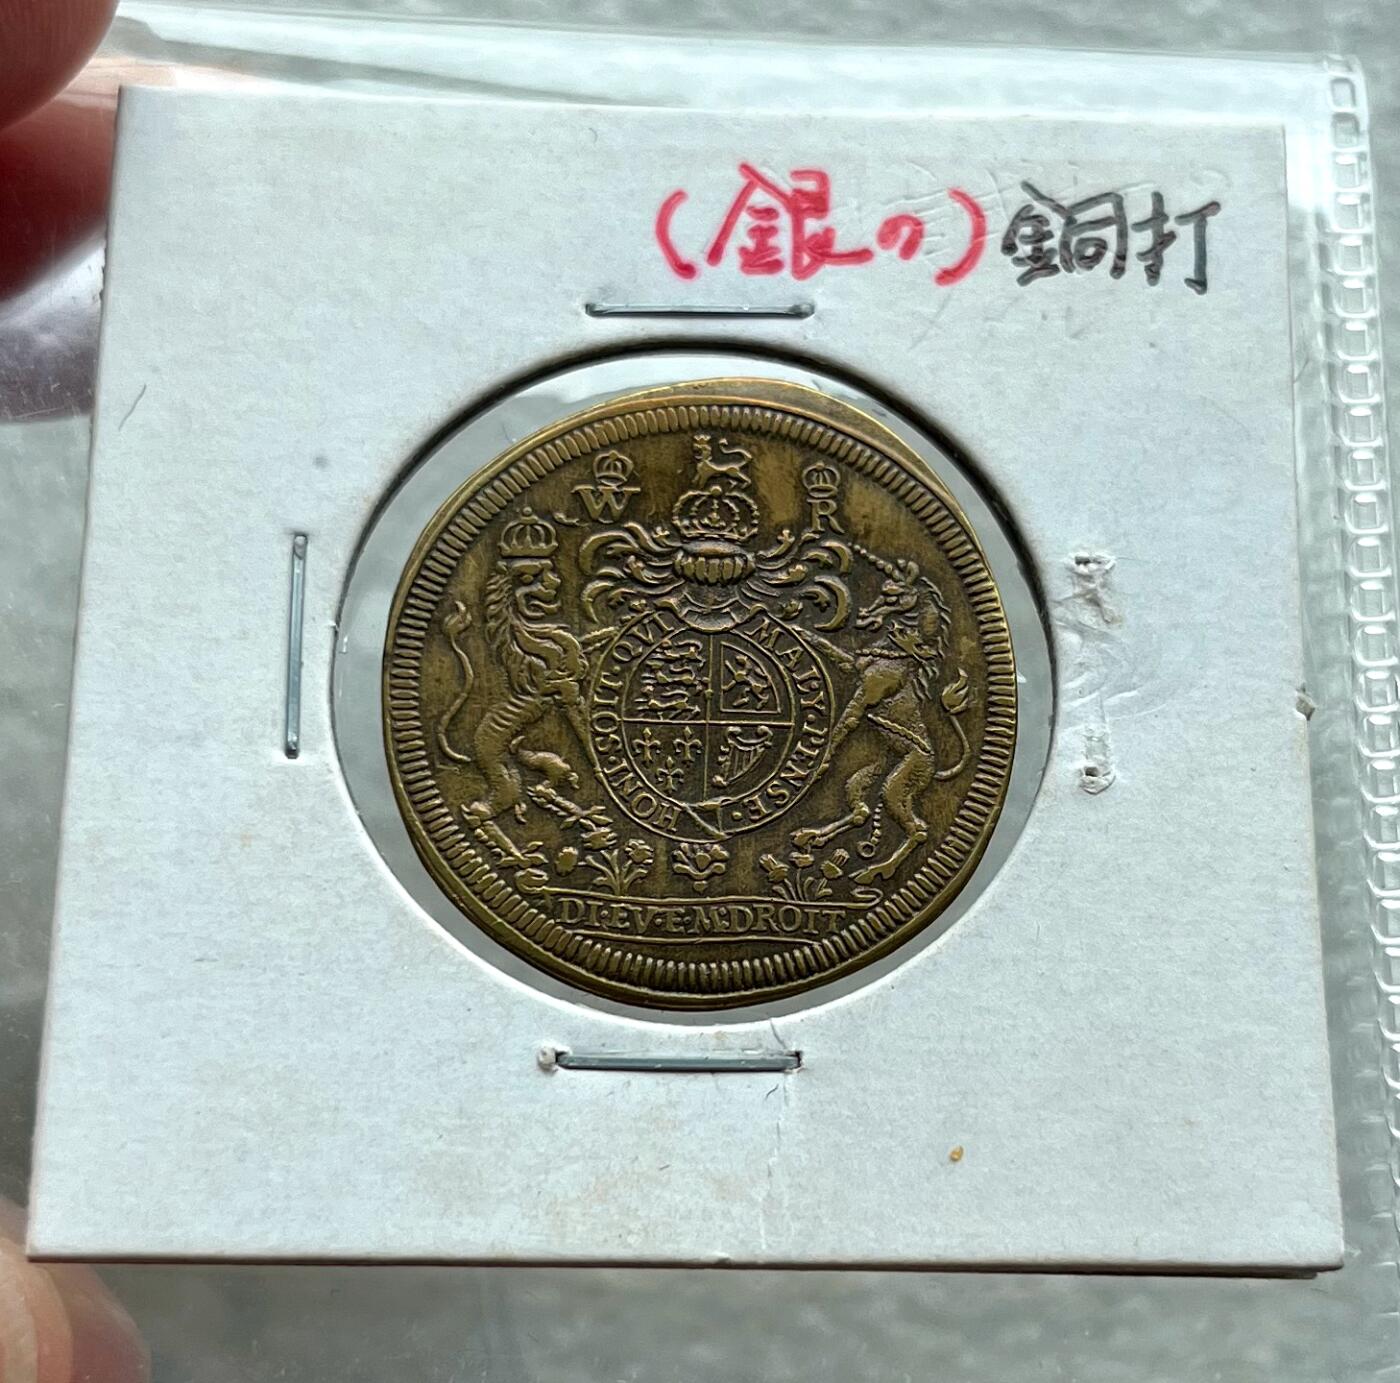 (銀の)銅打
W R
HONI·SOIT·QVI MAL·Y·PENSE·
DI·EV·E·M·DROIT